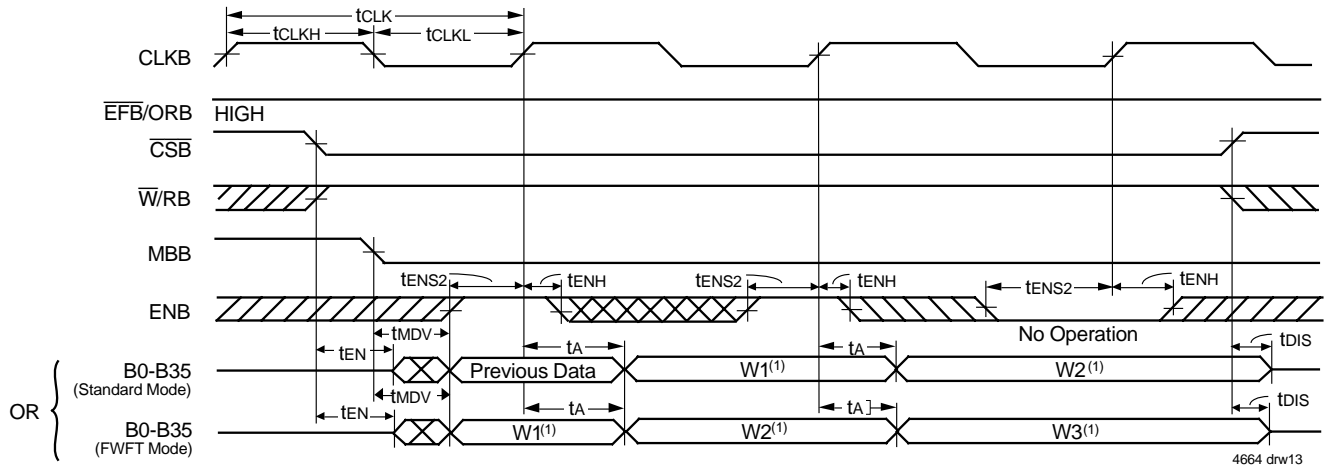 tCLK
tCLKH tCLKL
CLKB
EFB/ORB HIGH
CSB
W/RB
MBB
tENS2 tENH tENS2 tENH tENS2 tENH
ENB
No Operation
tMDV
tEN tA tA tDIS
B0-B35 Previous Data W1(1) W2(1)
(Standard Mode)
tMDV
OR
tEN tA tA] tDIS
B0-B35 W1(1) W2(1) W3(1)
(FWFT Mode)
4664 drw13